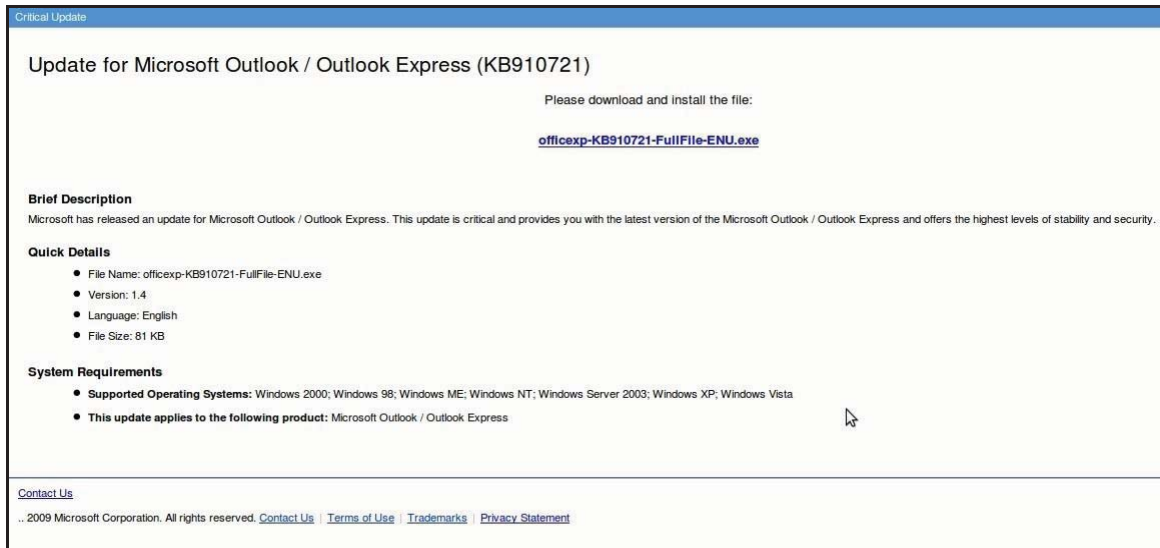 Critical Update
Update for Microsoft Outlook / Outlook Express (KB910721)
Please download and install the file:
officexp-KB910721-FullFile-ENU.exe
Brief Description
Microsoft has released an update for Microsoft Outlook / Outlook Express. This update is critical and provides you with the latest version of the Microsoft Outlook / Outlook Express and offers the highest levels of stability and security.
Quick Details
● File Name: officexp-KB910721-FullFile-ENU.exe
● Version: 1.4
● Language: English
● File Size: 81 KB
System Requirements
● Supported Operating Systems: Windows 2000; Windows 98; Windows ME; Windows NT; Windows Server 2003; Windows XP; Windows Vista
● This update applies to the following product: Microsoft Outlook / Outlook Express
Contact Us
.. 2009 Microsoft Corporation. All rights reserved. Contact Us | Terms of Use | Trademarks | Privacy Statement